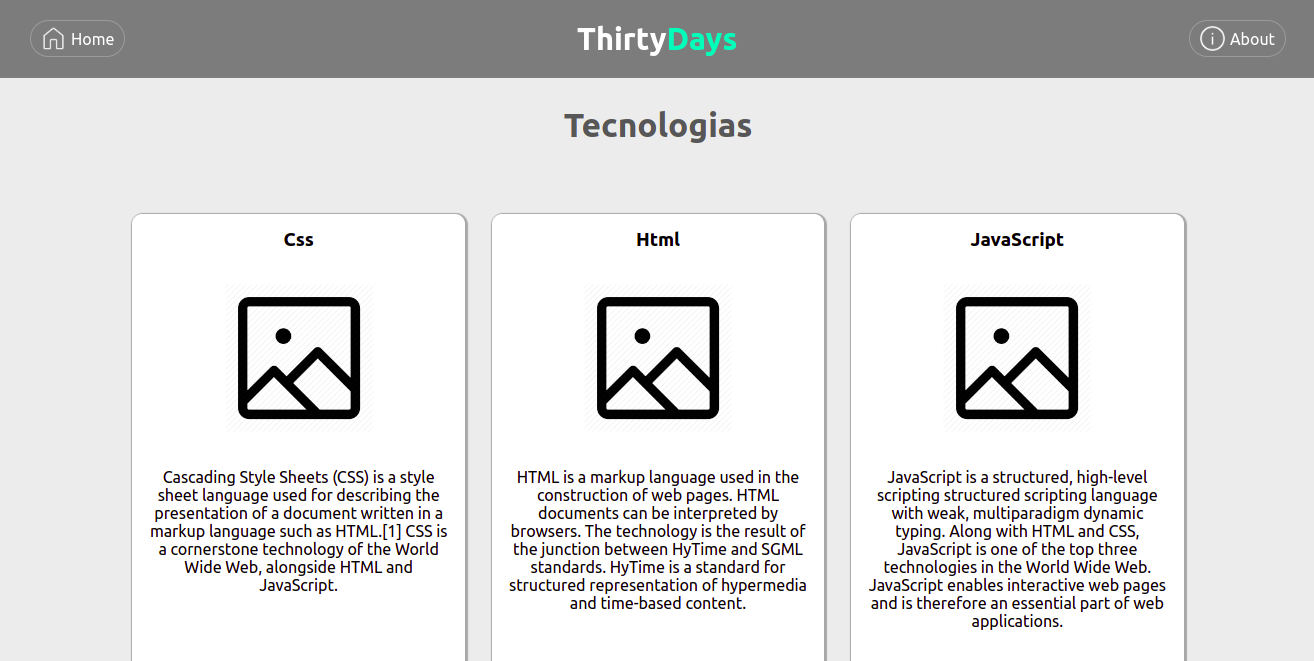 Home
ThirtyDays
About
Tecnologias
Css
Cascading Style Sheets (CSS) is a style
sheet language used for describing the
presentation of a document written in a
markup language such as HTML.[1] CSS is
a cornerstone technology of the World
Wide Web, alongside HTML and
JavaScript.
Html
HTML is a markup language used in the
construction of web pages. HTML
documents can be interpreted by
browsers. The technology is the result of
the junction between HyTime and SGML
standards. HyTime is a standard for
structured representation of hypermedia
and time-based content.
JavaScript
JavaScript is a structured, high-level
scripting structured scripting language
with weak, multiparadigm dynamic
typing. Along with HTML and CSS,
JavaScript is one of the top three
technologies in the World Wide Web.
JavaScript enables interactive web pages
and is therefore an essential part of web
applications.